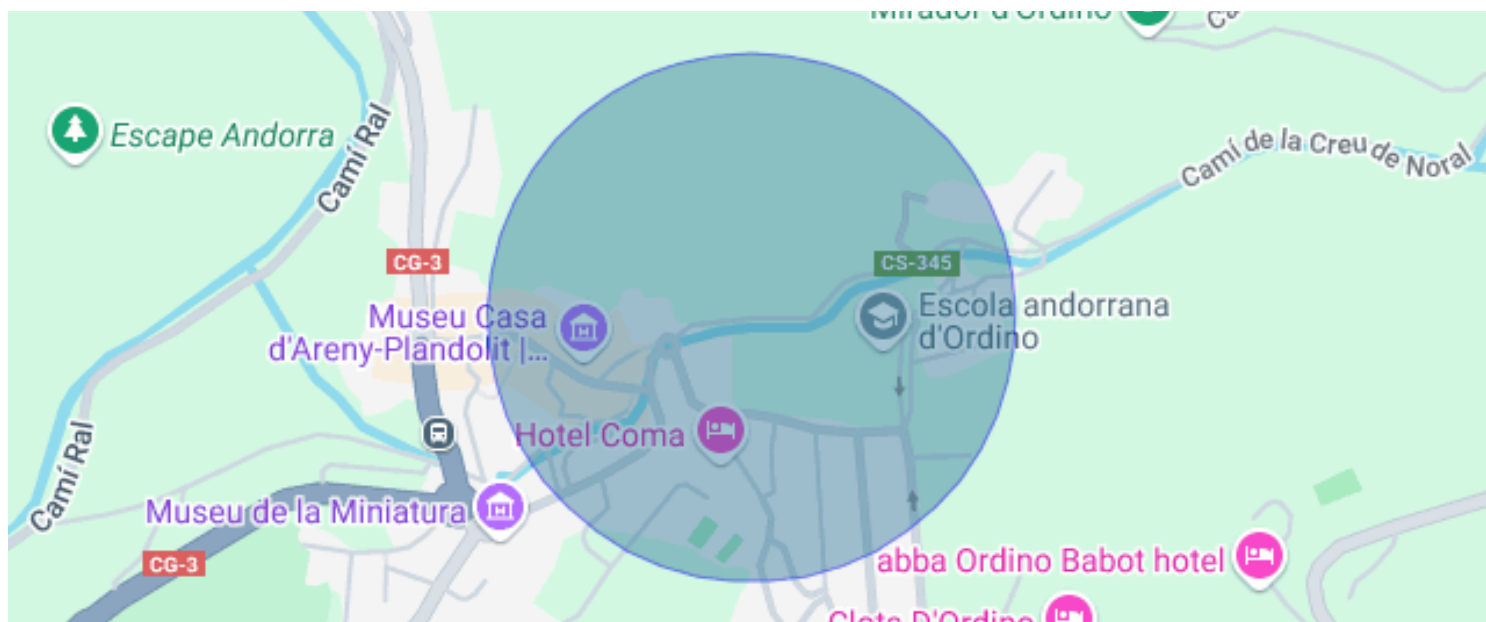 Mirador d'Ordino
Escape Andorra
Camí Ral
Camí de la Creu de Noral
CG-3
CS-345
Museu Casa
d'Areny-Plandolit |...
Escola andorrana
d'Ordino
Hotel Coma
Camí Ral
Museu de la Miniatura
CG-3
abba Ordino Babot hotel
Clots D'Ordino